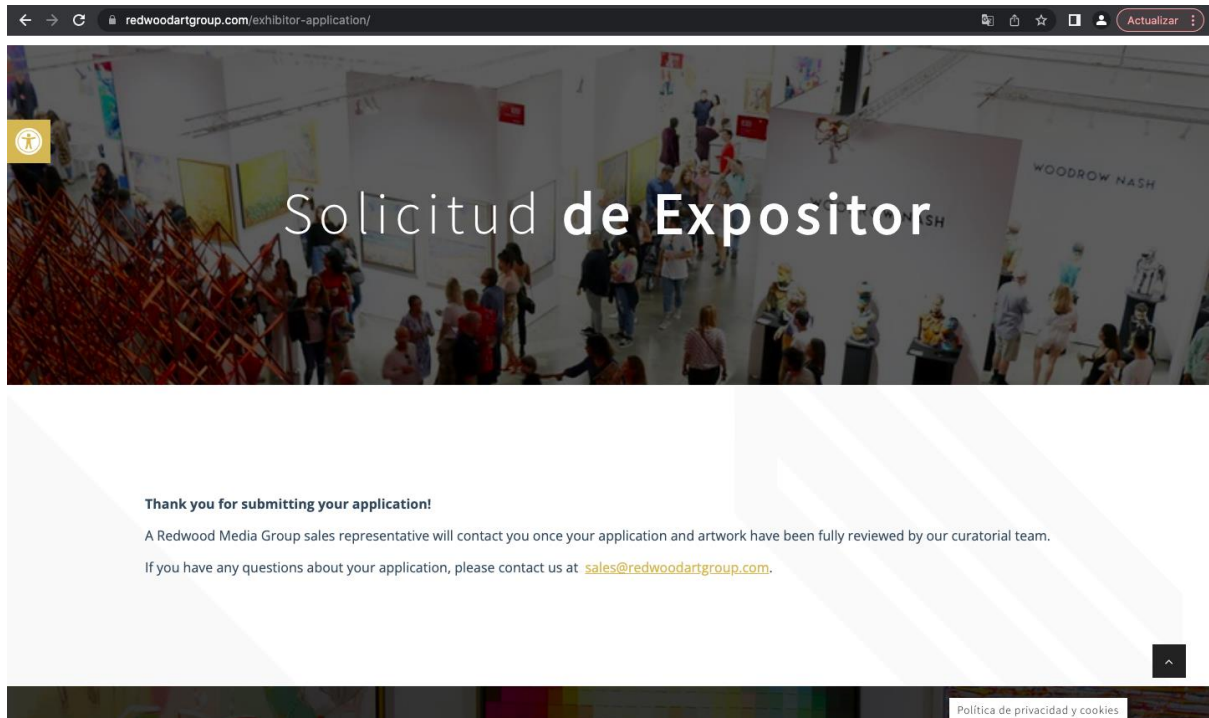 redwoodartgroup.com/exhibitor-application/
Actualizar
WOODROW NASH
Solicitud de Expositor
Thank you for submitting your application!
A Redwood Media Group sales representative will contact you once your application and artwork have been fully reviewed by our curatorial team.
If you have any questions about your application, please contact us at sales@redwoodartgroup.com.
Política de privacidad y cookies